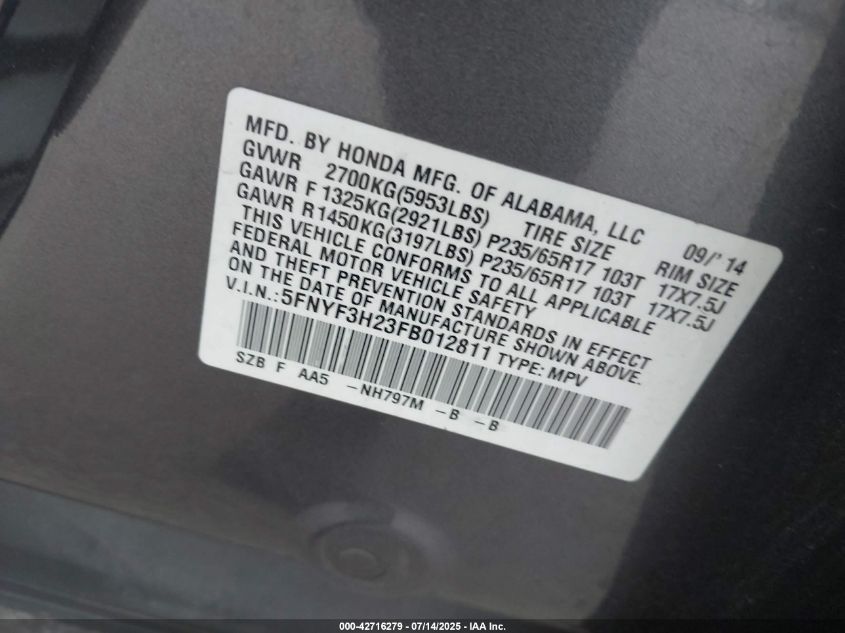 MFD. BY HONDA MFG. OF ALABAMA, LLC 09/'14
GVWR 2700KG(5953LBS) TIRE SIZE RIM SIZE
GAWR F 1325KG(2921LBS) P235/65R17 103T 17X7.5J
GAWR R 1450KG(3197LBS) P235/65R17 103T 17X7.5J
THIS VEHICLE CONFORMS TO ALL APPLICABLE
FEDERAL MOTOR VEHICLE SAFETY
AND THEFT PREVENTION STANDARDS IN EFFECT
ON THE DATE OF MANUFACTURE SHOWN ABOVE.
V.I.N.: 5FNYF3H23FB012811 TYPE: MPV
SZB F AA5 -NH797M -B -B
000-42716279 - 07/14/2025 - IAA Inc.